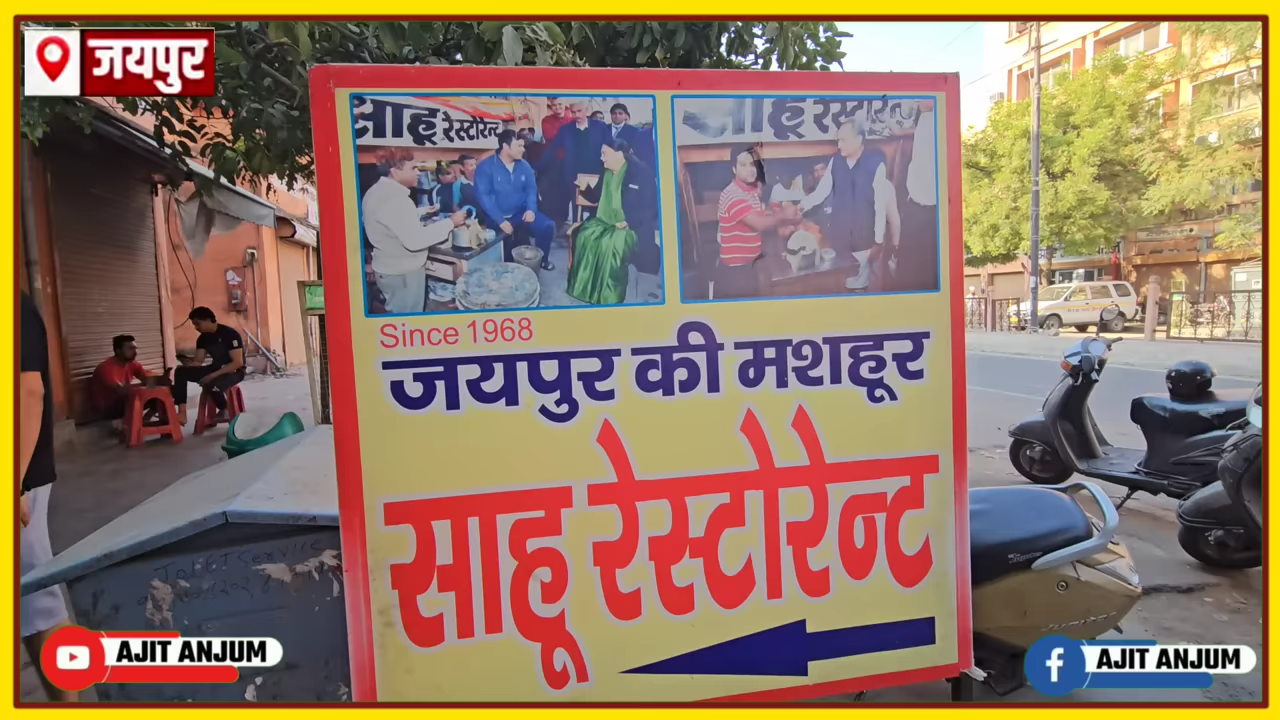 जयपुर
साहू रेस्टोरेन्ट
साहू रेस्टोरेन्ट
Since 1968
जयपुर की मशहूर
साहू रेस्टोरेन्ट
AJIT ANJUM
AJIT ANJUM